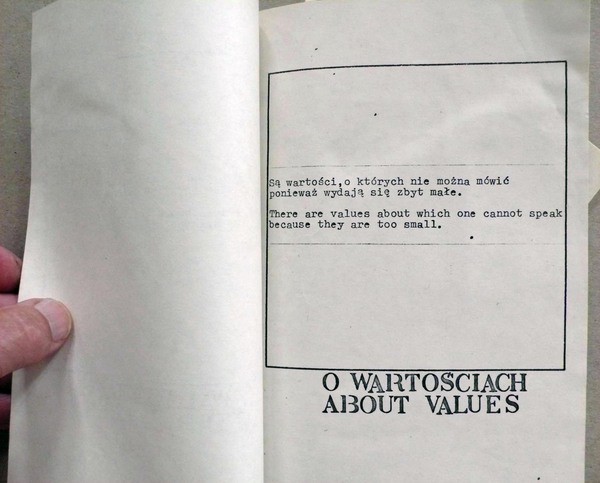 Są wartości,o których nie można mówić
ponieważ wydają się zbyt małe.
There are values about which one cannot speak
because they are too small.
O WARTOŚCIACH
ABOUT VALUES